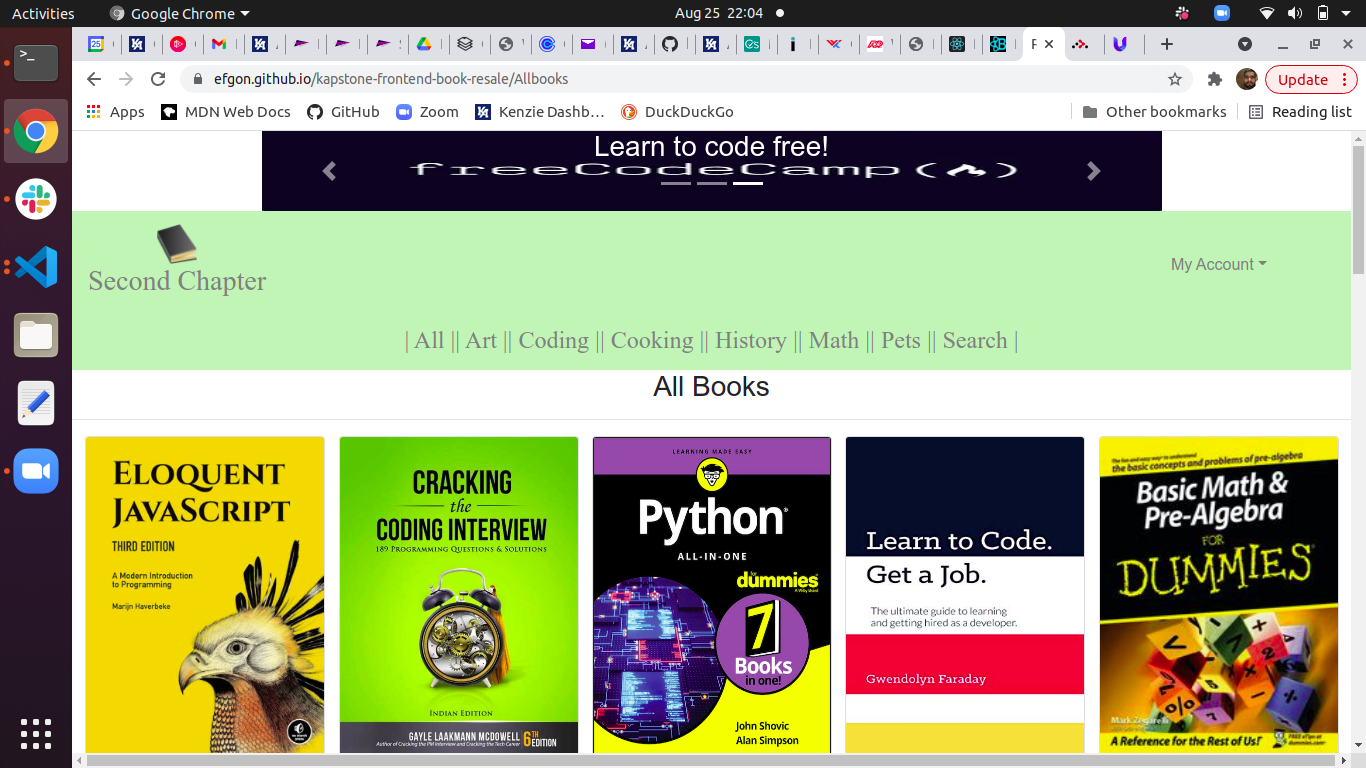 Activities
Google Chrome
Aug 25 22:04
efgon.github.io/kapstone-frontend-book-resale/Allbooks
Update
Apps
MDN Web Docs
GitHub
Zoom
Kenzie Dashb…
DuckDuckGo
Other bookmarks
Reading list
Learn to code free!
freeCodeCamp(🔥)
Second Chapter
My Account
| All || Art || Coding || Cooking || History || Math || Pets || Search |
All Books
ELOQUENT
JAVASCRIPT
THIRD EDITION
A Modern Introduction
to Programming
Marijn Haverbeke
CRACKING
the
CODING INTERVIEW
189 PROGRAMMING QUESTIONS & SOLUTIONS
INDIAN EDITION
GAYLE LAAKMANN MCDOWELL
Author of Cracking the PM Interview and Cracking the Tech Career
6TH EDITION
LEARNING MADE EASY
Python®
ALL-IN-ONE
for dummies
A Wiley Brand
7
Books
in one!
John Shovic
Alan Simpson
Learn to Code.
Get a Job.
The ultimate guide to learning
and getting hired as a developer.
Gwendolyn Faraday
The fun and easy way to understand
the basic concepts and problems of pre-algebra
Basic Math &
Pre-Algebra
FOR
DUMMIES
Mark Zegarelli
A Reference for the Rest of Us!
FREE eTips at dummies.com